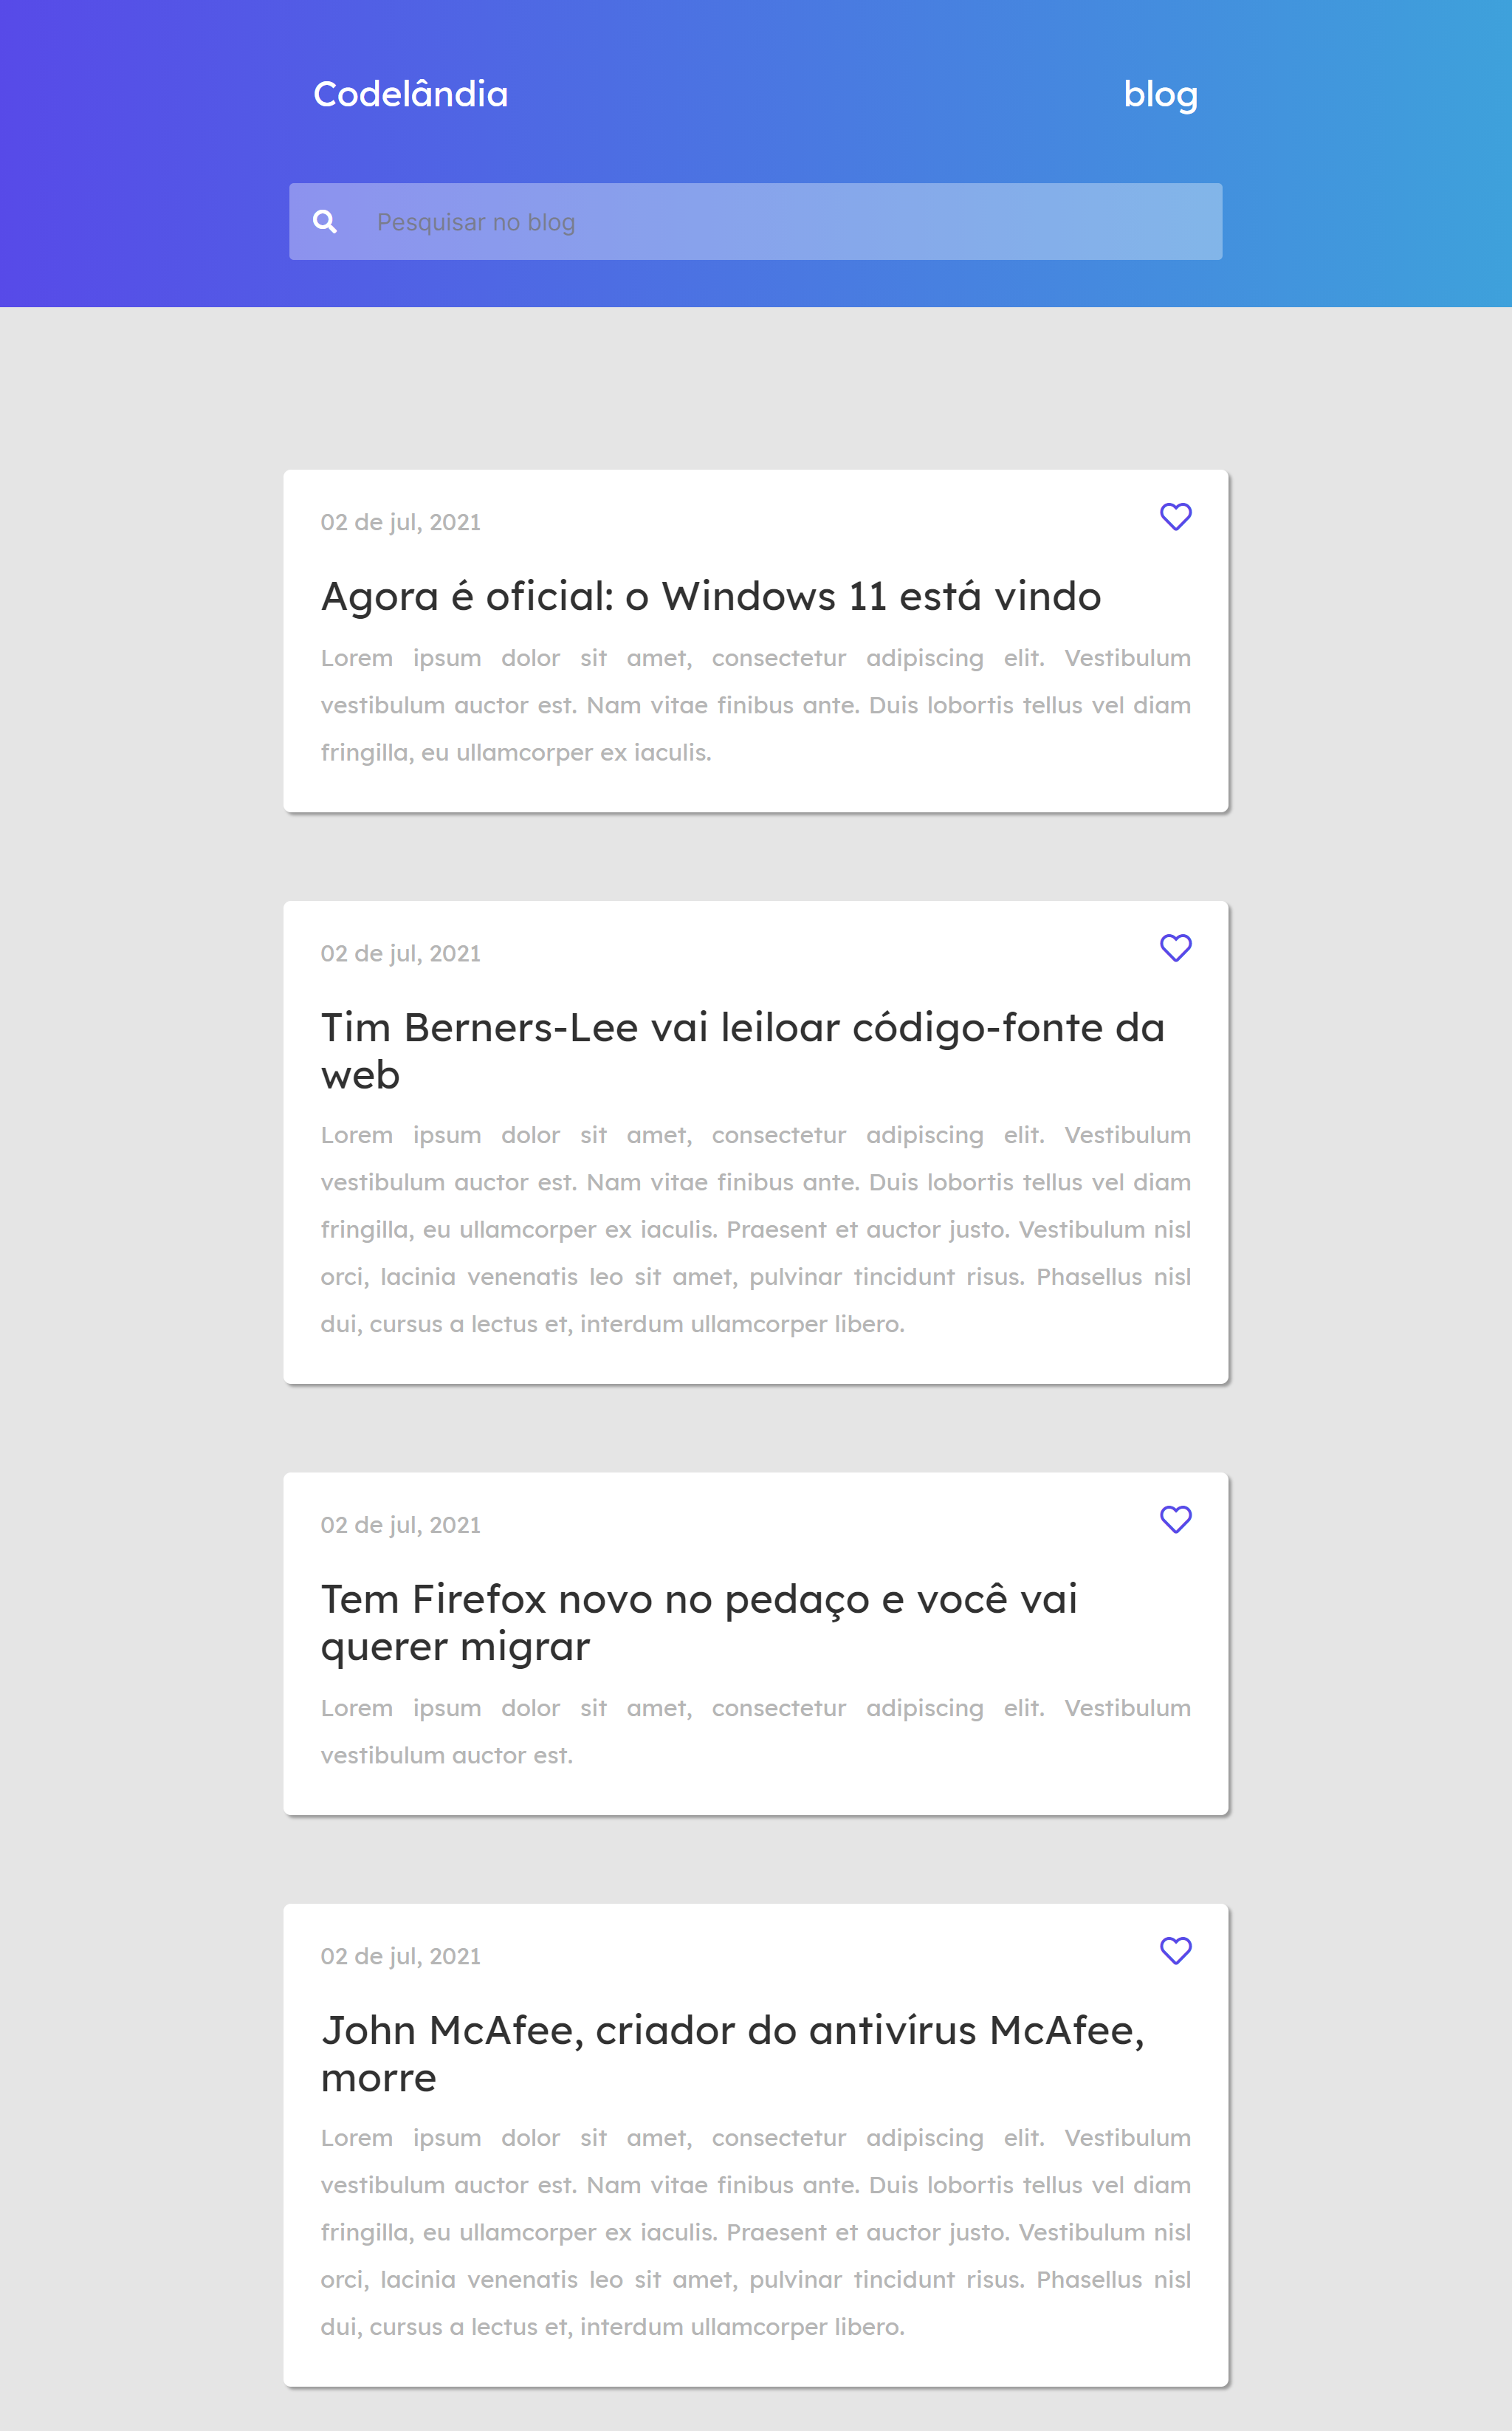 Codelândia blog
Pesquisar no blog
02 de jul, 2021
Agora é oficial: o Windows 11 está vindo
Lorem ipsum dolor sit amet, consectetur adipiscing elit. Vestibulum
vestibulum auctor est. Nam vitae finibus ante. Duis lobortis tellus vel diam
fringilla, eu ullamcorper ex iaculis.
02 de jul, 2021
Tim Berners-Lee vai leiloar código-fonte da
web
Lorem ipsum dolor sit amet, consectetur adipiscing elit. Vestibulum
vestibulum auctor est. Nam vitae finibus ante. Duis lobortis tellus vel diam
fringilla, eu ullamcorper ex iaculis. Praesent et auctor justo. Vestibulum nisl
orci, lacinia venenatis leo sit amet, pulvinar tincidunt risus. Phasellus nisl
dui, cursus a lectus et, interdum ullamcorper libero.
02 de jul, 2021
Tem Firefox novo no pedaço e você vai
querer migrar
Lorem ipsum dolor sit amet, consectetur adipiscing elit. Vestibulum
vestibulum auctor est.
02 de jul, 2021
John McAfee, criador do antivírus McAfee,
morre
Lorem ipsum dolor sit amet, consectetur adipiscing elit. Vestibulum
vestibulum auctor est. Nam vitae finibus ante. Duis lobortis tellus vel diam
fringilla, eu ullamcorper ex iaculis. Praesent et auctor justo. Vestibulum nisl
orci, lacinia venenatis leo sit amet, pulvinar tincidunt risus. Phasellus nisl
dui, cursus a lectus et, interdum ullamcorper libero.